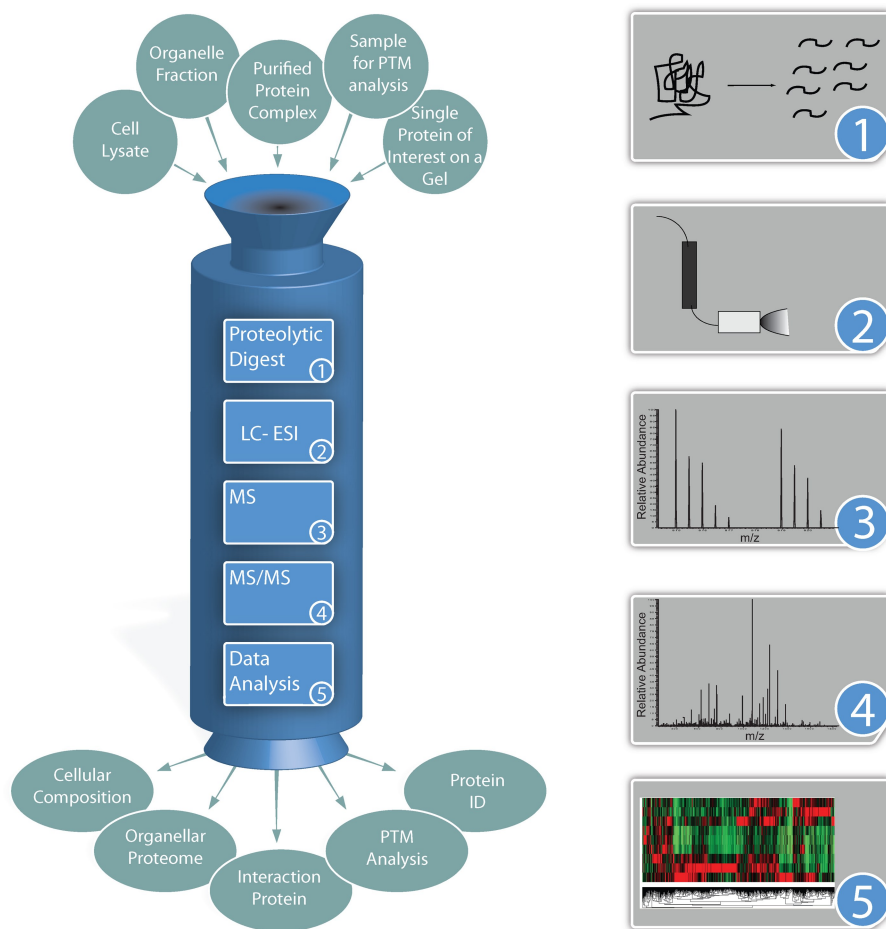 Cell
Lysate
Organelle
Fraction
Purified
Protein
Complex
Sample
for PTM
analysis
Single
Protein of
Interest on a
Gel
Proteolytic
Digest
1
LC- ESI
2
MS
3
MS/MS
4
Data
Analysis
5
Cellular
Composition
Organellar
Proteome
Interaction
Protein
PTM
Analysis
Protein
ID
1
2
Relative Abundance
m/z
3
Relative Abundance
m/z
4
5